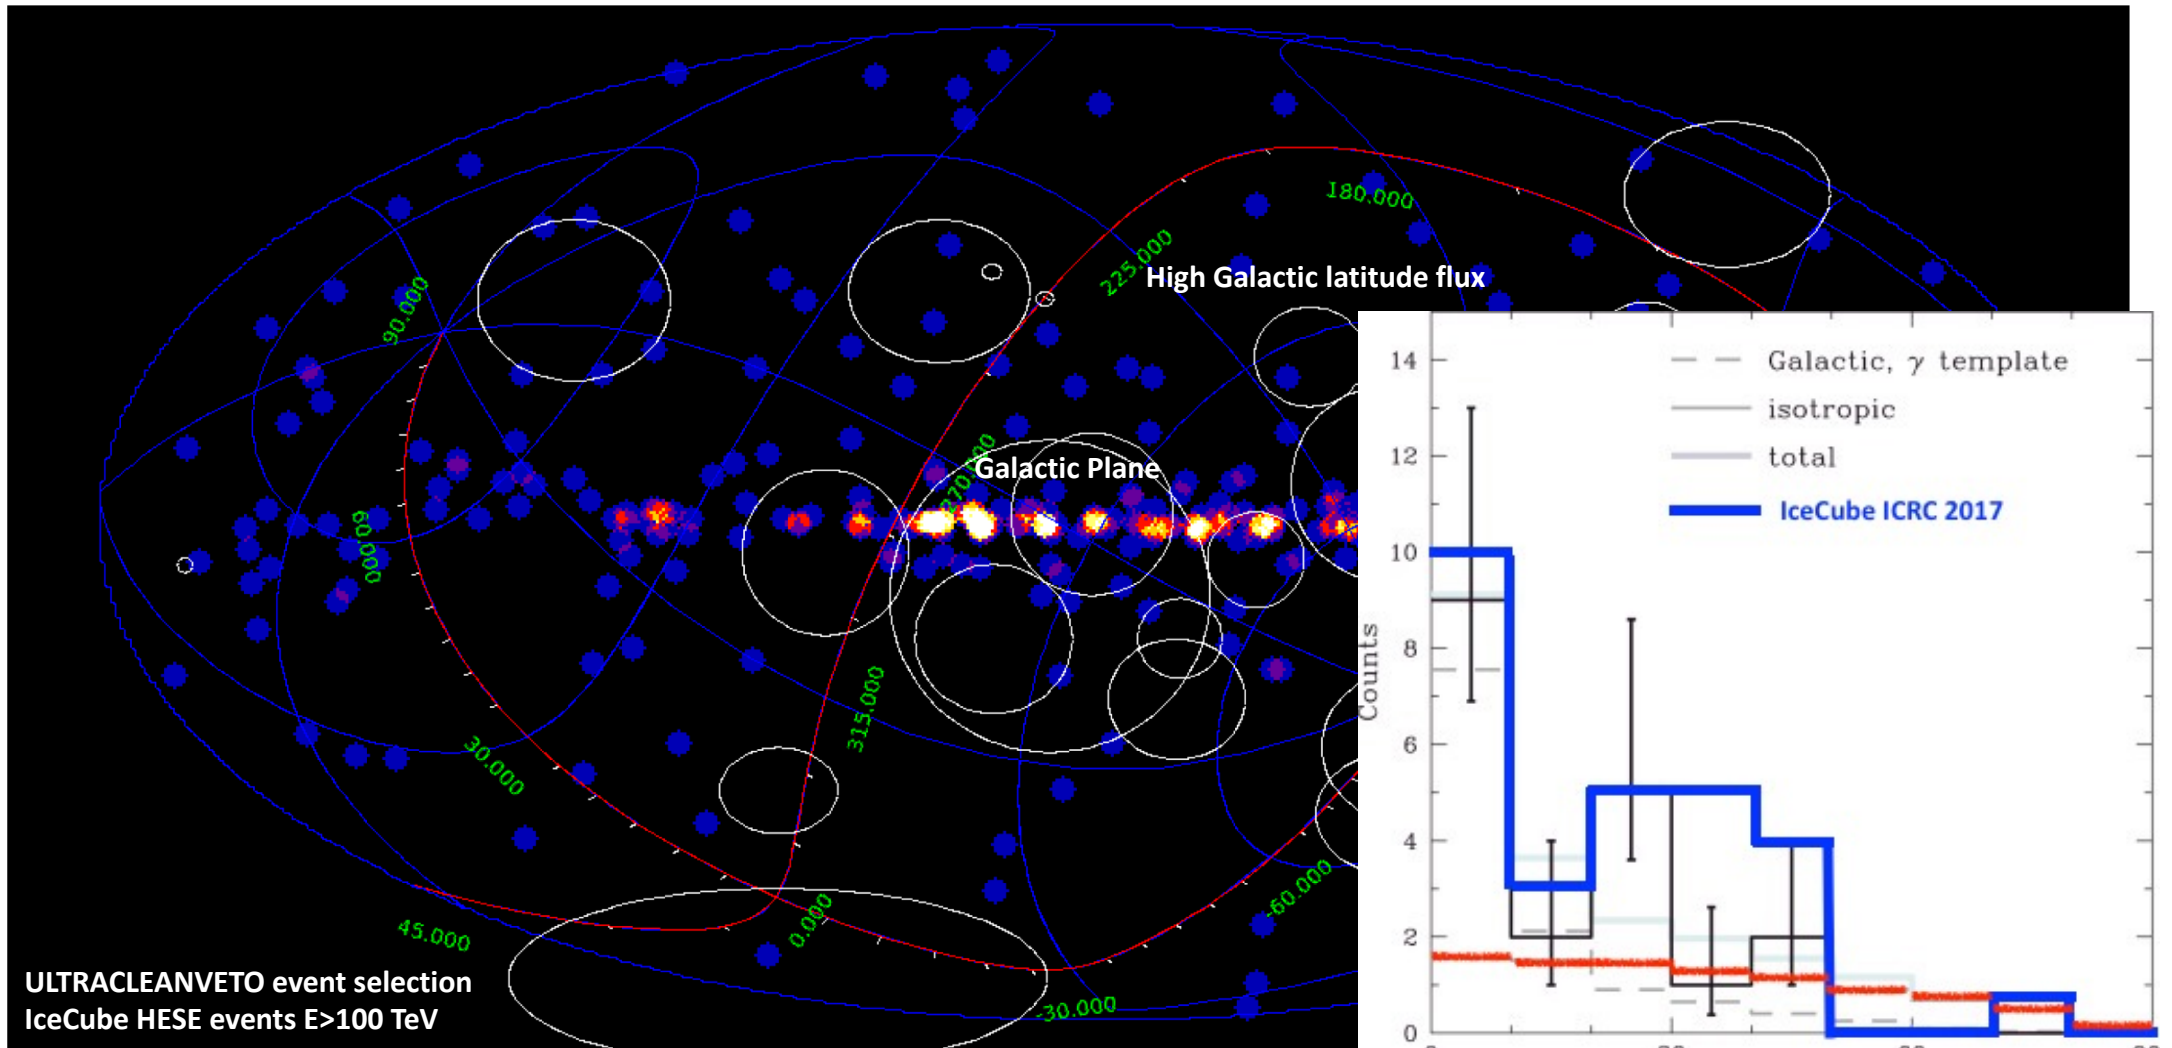 180.000
225.000
High Galactic latitude flux
90.000
14
Galactic, γ template
isotropic
12
total
270.000
Galactic Plane
IceCube ICRC 2017
60.000
10
8
Counts
315.000
6
30.000
4
-60.000
0.000
45.000
2
ULTRACLEANVETO event selection
IceCube HESE events E>100 TeV
-30.000
0